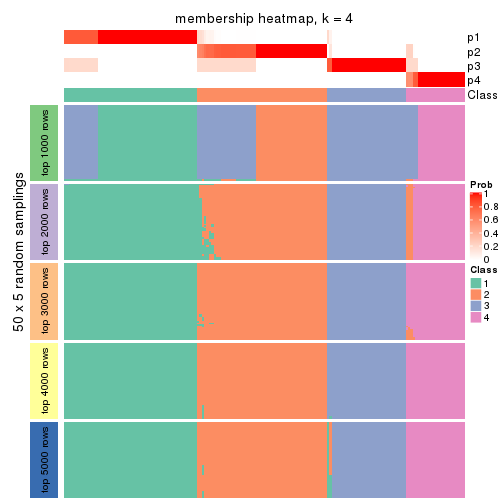 membership heatmap, k = 4
p1
p2
p3
p4
Class
50 x 5 random samplings
top 1000 rows
top 2000 rows
top 3000 rows
top 4000 rows
top 5000 rows
Prob
1
0.8
0.6
0.4
0.2
0
Class
1
2
3
4